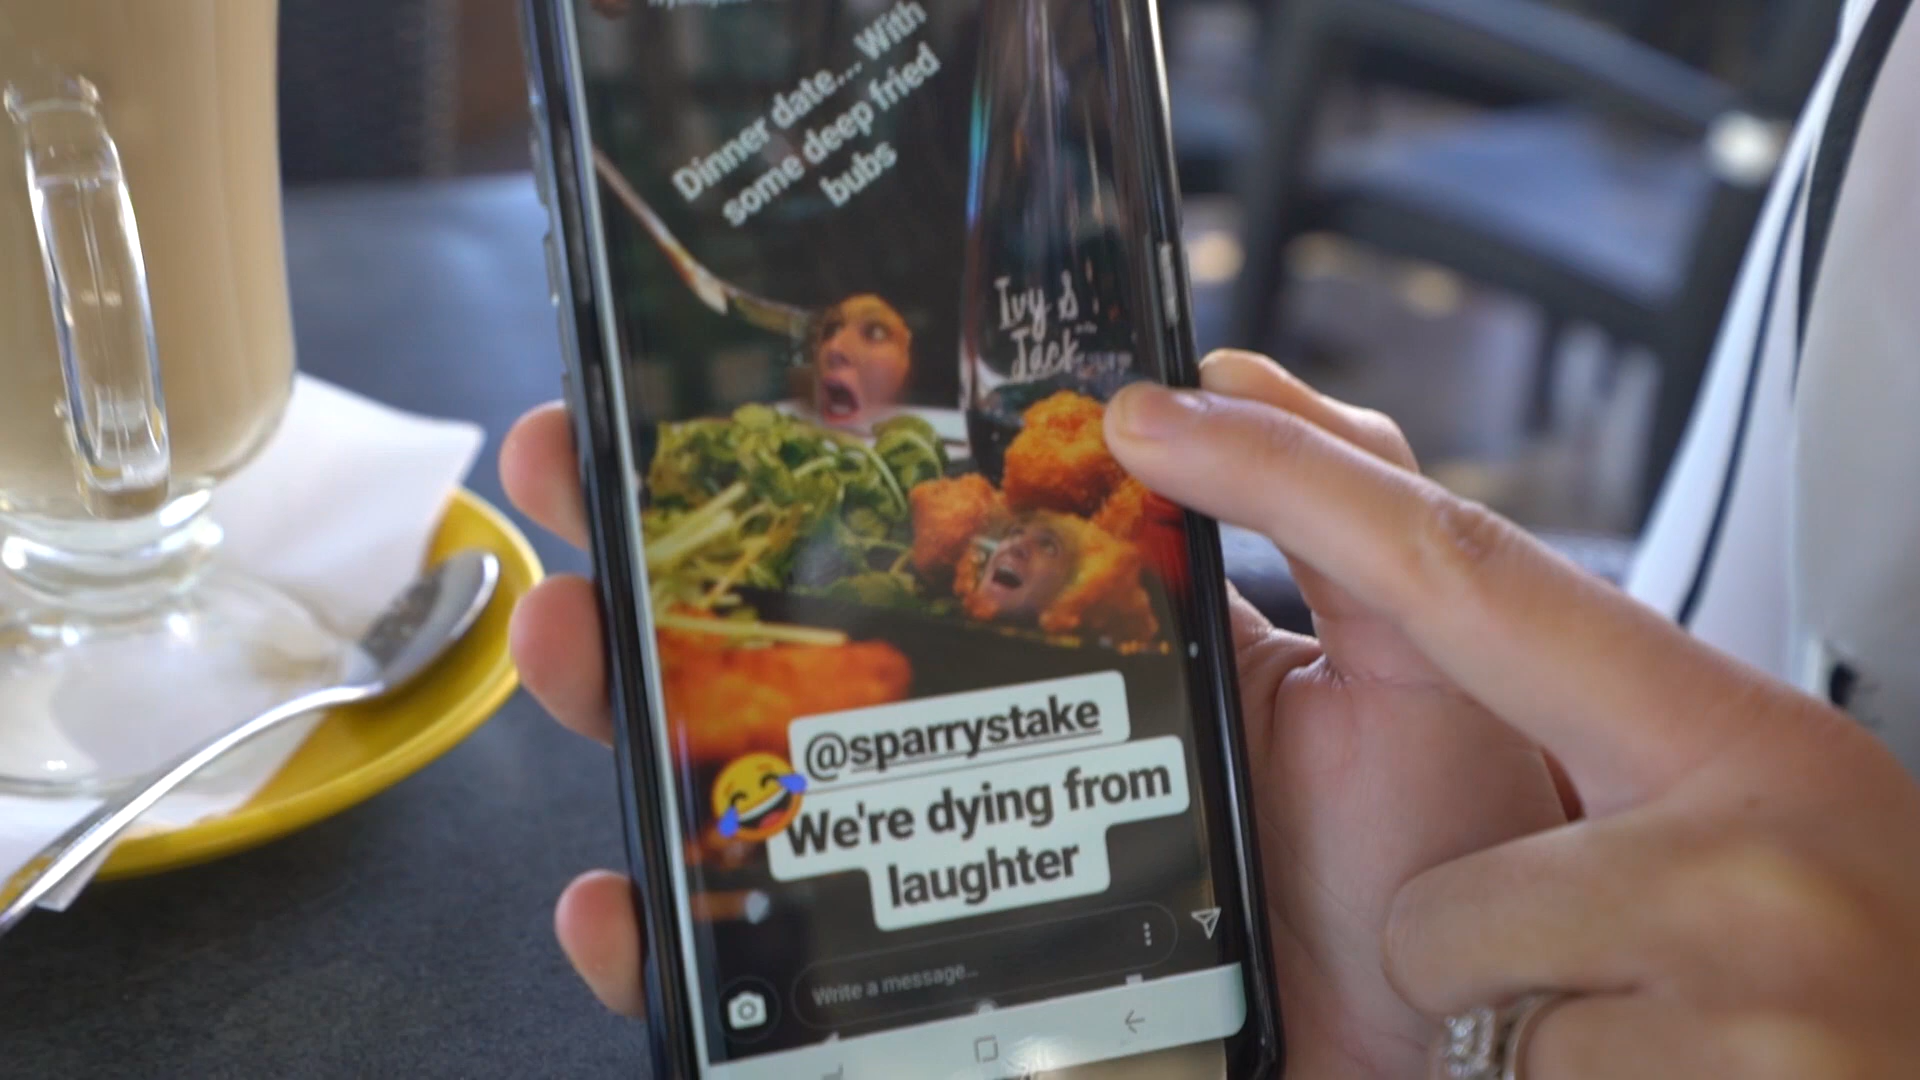 Dinner date... With
some deep fried
bubs
Ivy &
Jack
@sparrystake
We're dying from
laughter
Write a message...